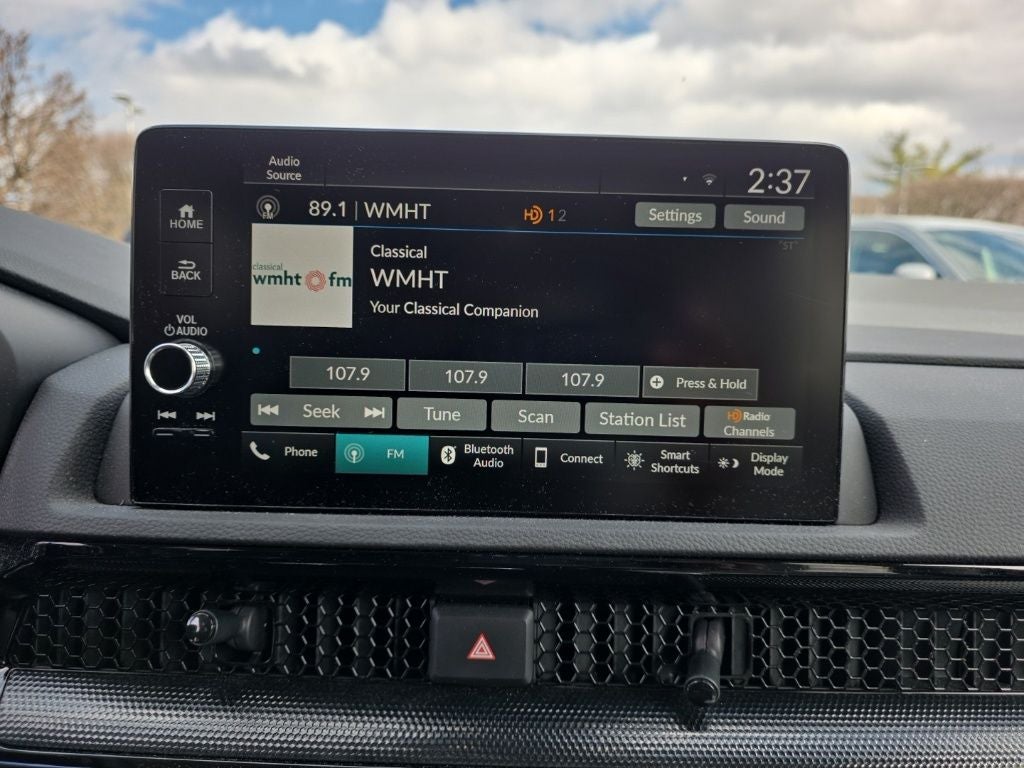 Audio
Source
2:37
HOME
FM
89.1 | WMHT
HD 1 2
Settings
Sound
"ST"
classical
wmht fm
Classical
WMHT
Your Classical Companion
BACK
VOL
AUDIO
107.9
107.9
107.9
Press & Hold
Seek
Tune
Scan
Station List
HD Radio
Channels
Phone
FM
Bluetooth
Audio
Connect
Smart
Shortcuts
Display
Mode